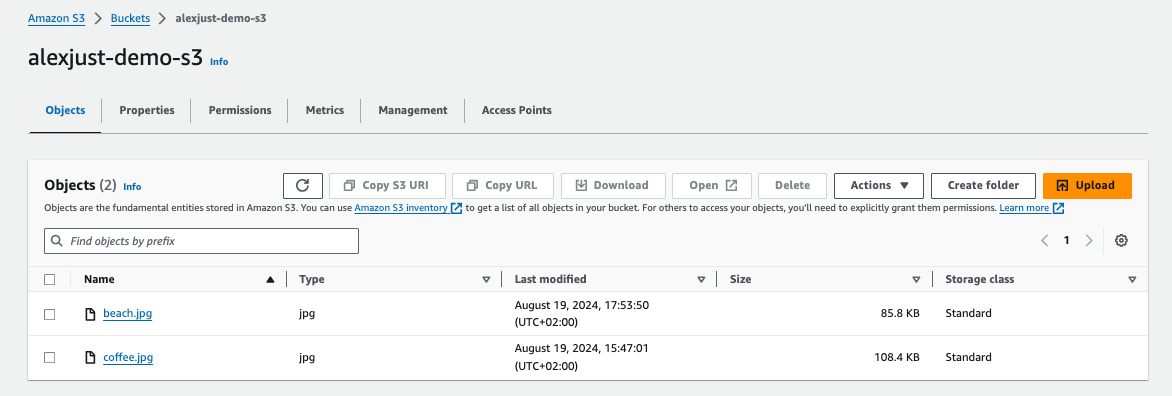 Amazon S3 > Buckets > alexjust-demo-s3
alexjust-demo-s3 Info
Objects Properties Permissions Metrics Management Access Points
Objects (2) Info Copy S3 URI Copy URL Download Open Delete Actions Create folder Upload
Objects are the fundamental entities stored in Amazon S3. You can use Amazon S3 inventory to get a list of all objects in your bucket. For others to access your objects, you'll need to explicitly grant them permissions. Learn more
Find objects by prefix 1
Name Type Last modified Size Storage class
beach.jpg jpg August 19, 2024, 17:53:50 85.8 KB Standard
(UTC+02:00)
coffee.jpg jpg August 19, 2024, 15:47:01 108.4 KB Standard
(UTC+02:00)